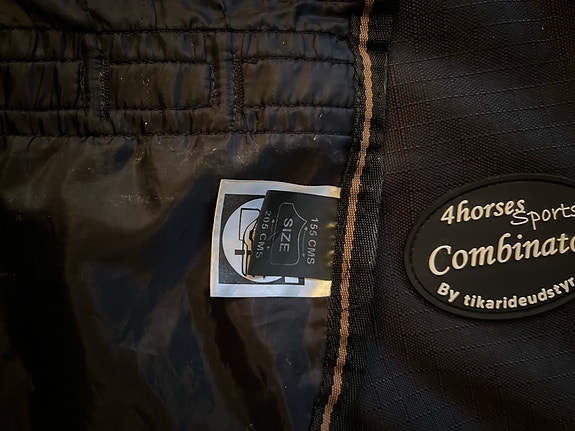 155 CMS
SIZE
205 CMS
4horses
Sports
Combinato
By tikarideudstyr